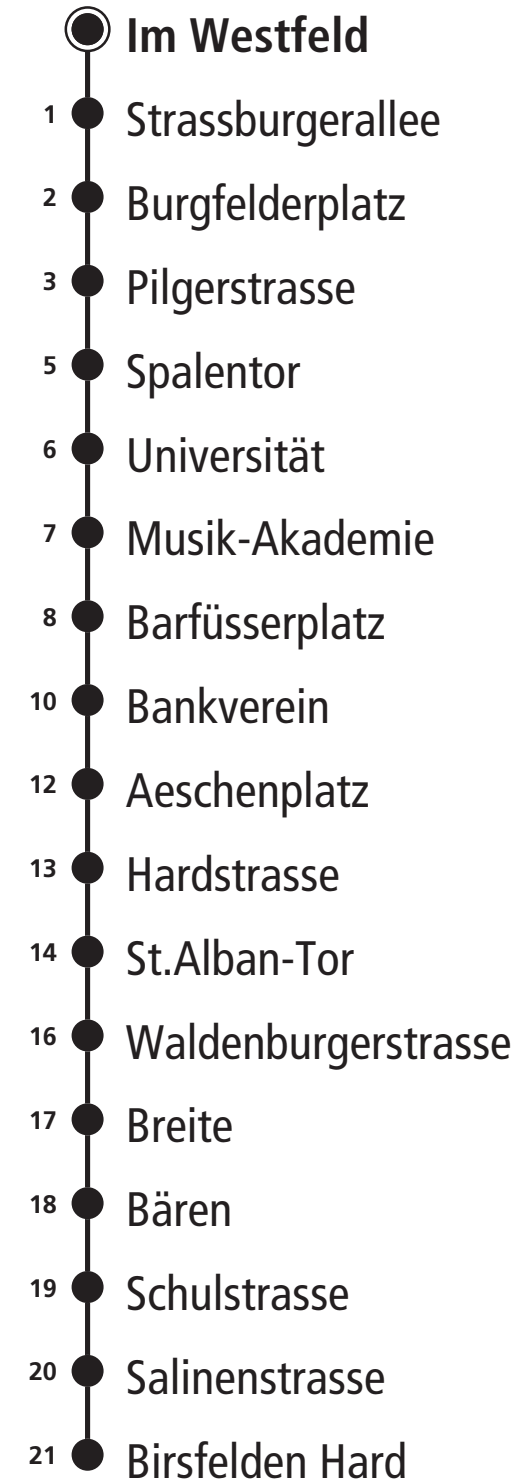 Im Westfeld
1 Strassburgerallee
2 Burgfelderplatz
3 Pilgerstrasse
5 Spalentor
6 Universität
7 Musik-Akademie
8 Barfüsserplatz
10 Bankverein
12 Aeschenplatz
13 Hardstrasse
14 St.Alban-Tor
16 Waldenburgerstrasse
17 Breite
18 Bären
19 Schulstrasse
20 Salinenstrasse
21 Birsfelden Hard